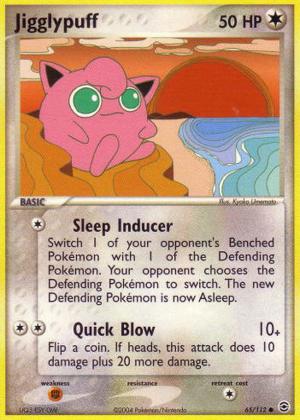 Jigglypuff 50 HP
BASIC Illus. Kyoko Umemoto
Sleep Inducer
Switch 1 of your opponent's Benched
Pokémon with 1 of the Defending
Pokémon. Your opponent chooses the
Defending Pokémon to switch. The new
Defending Pokémon is now Asleep.
Quick Blow 10+
Flip a coin. If heads, this attack does 10
damage plus 20 more damage.
weakness resistance retreat cost
©2004 Pokémon/Nintendo 65/112